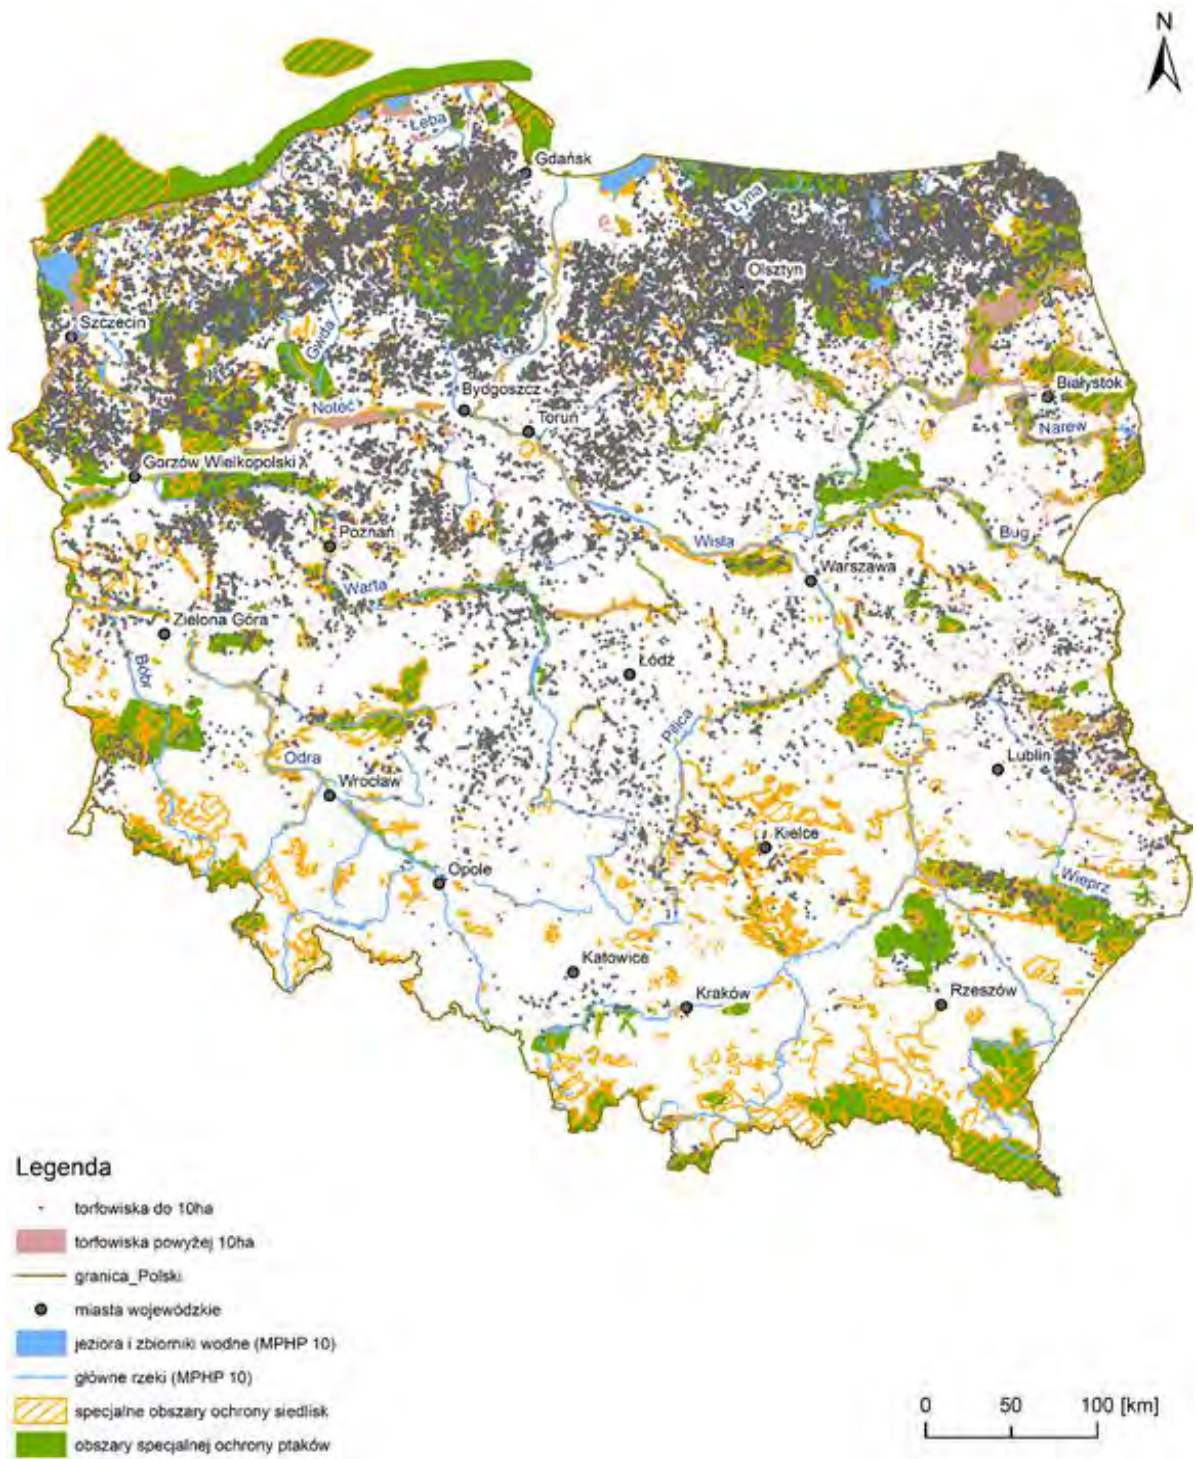 N
Łeba
Gdańsk
Łyna
Olsztyn
Szczecin
Gwda
Bydgoszcz
Białystok
Noteć
Toruń
Narew
Gorzów Wielkopolski
Poznań
Wisła
Bug
Warszawa
Warta
Zielona Góra
Łódź
Bóbr
Pilica
Odra
Wrocław
Lublin
Kielce
Opole
Wieprz
Katowice
Kraków
Rzeszów
Legenda
torfowiska do 10ha
torfowiska powyżej 10ha
granica_Polski
miasta wojewódzkie
jeziora i zbiorniki wodne (MPHP 10)
główne rzeki (MPHP 10)
specjalne obszary ochrony siedlisk
obszary specjalnej ochrony ptaków
0 50 100 [km]